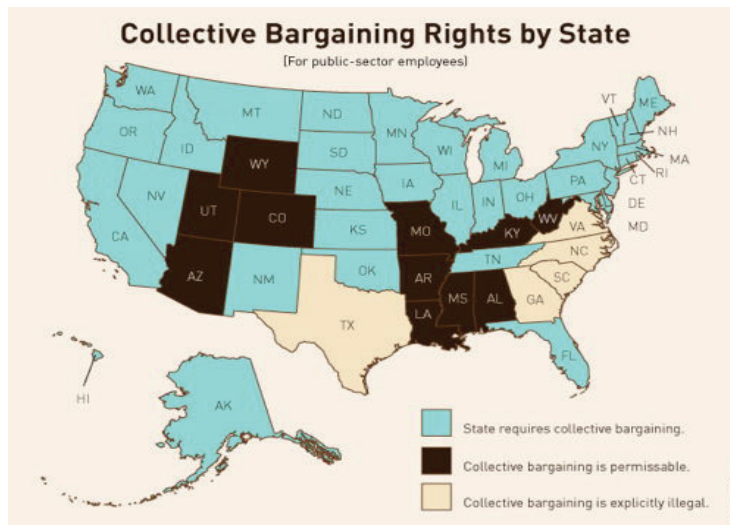 Collective Bargaining Rights by State
(For public-sector employees)
WA
MT
ND
MN
VT
ME
OR
ID
SD
WI
MI
NY
NH
MA
RI
CT
WY
NE
IA
PA
NV
UT
CO
IL
IN
OH
DE
MD
CA
KS
MO
KY
WV
VA
AZ
NM
OK
AR
TN
NC
SC
TX
LA
MS
AL
GA
FL
HI
AK
State requires collective bargaining.
Collective bargaining is permissable.
Collective bargaining is explicitly illegal.